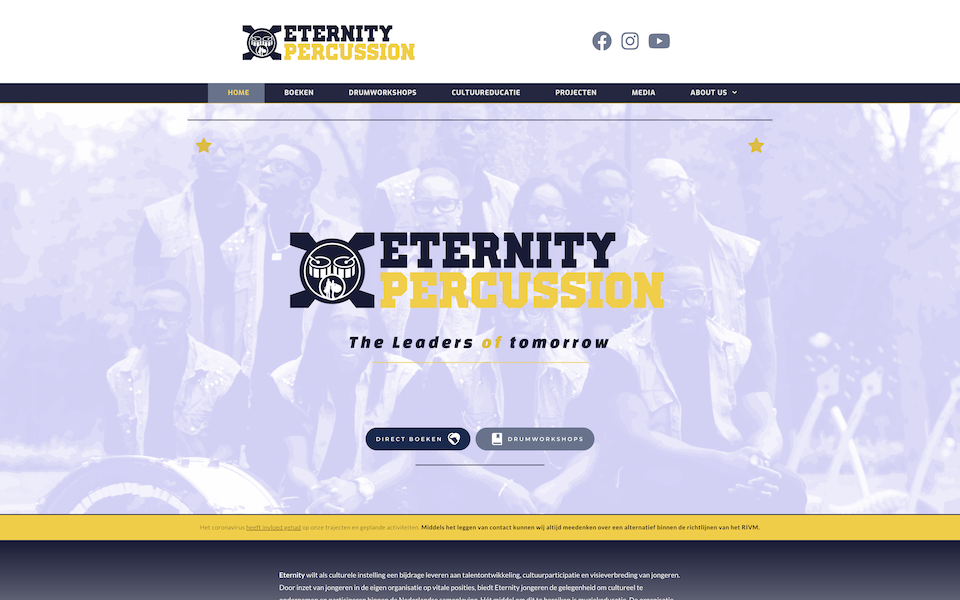 ETERNITY
PERCUSSION
HOME BOEKEN DRUMWORKSHOPS CULTUUREDUCATIE PROJECTEN MEDIA ABOUT US
ETERNITY
PERCUSSION
The Leaders of tomorrow
DIRECT BOEKEN DRUMWORKSHOPS
Het coronavirus heeft invloed gehad op onze trajecten en geplande activiteiten. Middels het leggen van contact kunnen wij altijd meedenken over een alternatief binnen de richtlijnen van het RIVM.
Eternity wilt als culturele instelling een bijdrage leveren aan talentontwikkeling, cultuurparticipatie en visieverbreding van jongeren.
Door inzet van jongeren in de eigen organisatie op vitale posities, biedt Eternity jongeren de gelegenheid om cultureel te